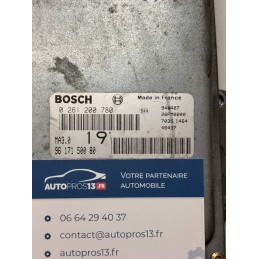 Made in France
BOSCH
0 261 200 780
MA3.0 19
96 171 500 80
AUTOPROS13.FR
VOTRE PARTENAIRE
AUTOMOBILE
06 64 29 40 37
contact@autopros13.fr
autopros13.fr